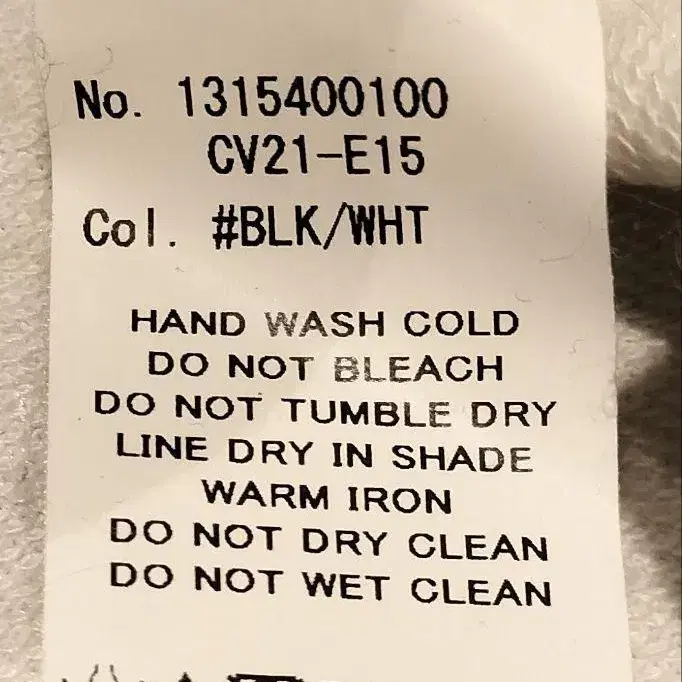 No. 1315400100
CV21-E15
Col. #BLK/WHT
HAND WASH COLD
DO NOT BLEACH
DO NOT TUMBLE DRY
LINE DRY IN SHADE
WARM IRON
DO NOT DRY CLEAN
DO NOT WET CLEAN